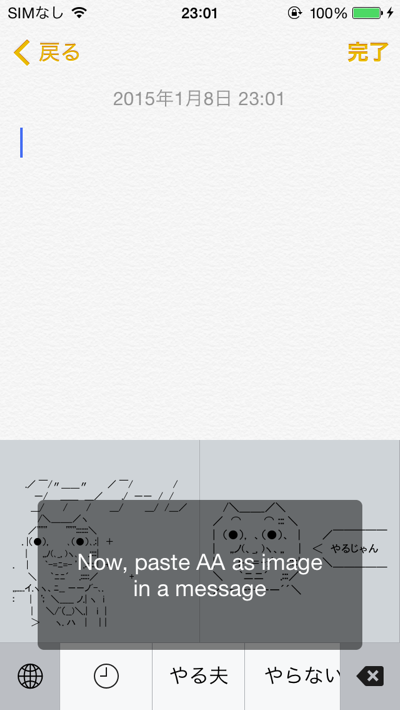 SIMなし 23:01 100%
戻る 完了
2015年1月8日 23:01
やるじゃん
Now, paste AA as image
in a message
やる夫 やらない